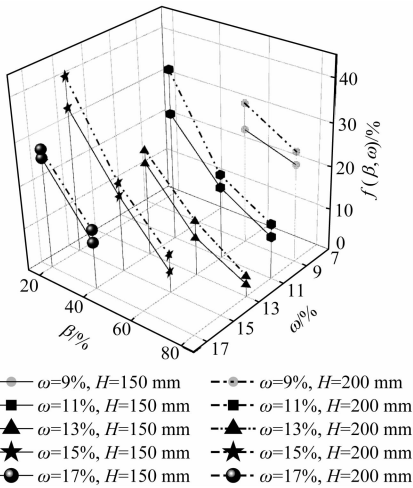 40
30
20
10
0
f (β, ω)/%
20
40
60
80
β/%
7
9
11
13
15
17
ω/%
ω=9%, H=150 mm
ω=9%, H=200 mm
ω=11%, H=150 mm
ω=11%, H=200 mm
ω=13%, H=150 mm
ω=13%, H=200 mm
ω=15%, H=150 mm
ω=15%, H=200 mm
ω=17%, H=150 mm
ω=17%, H=200 mm